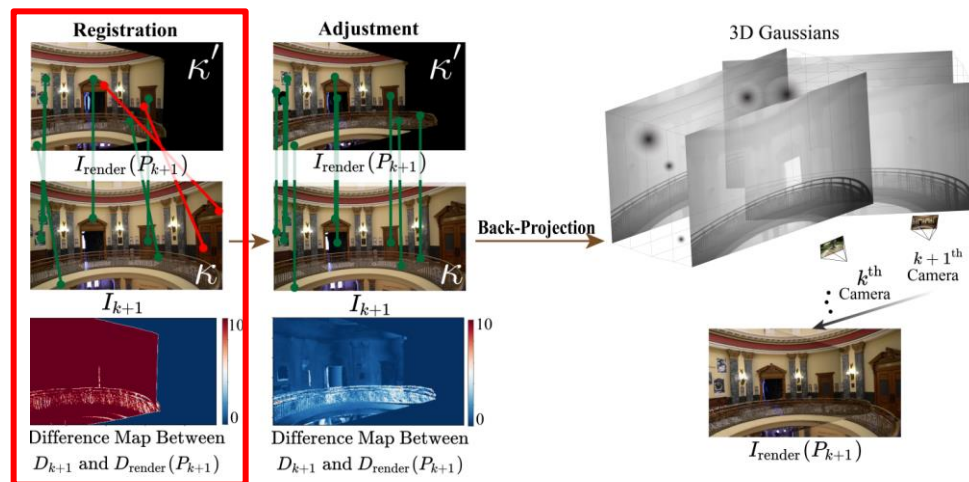 Registration
κ′
I_render(P_{k+1})
κ
I_{k+1}
10
0
Difference Map Between
D_{k+1} and D_render(P_{k+1})
Adjustment
κ′
I_render(P_{k+1})
κ
I_{k+1}
10
0
Difference Map Between
D_{k+1} and D_render(P_{k+1})
Back-Projection
3D Gaussians
k^th
Camera
k + 1^th
Camera
I_render(P_{k+1})